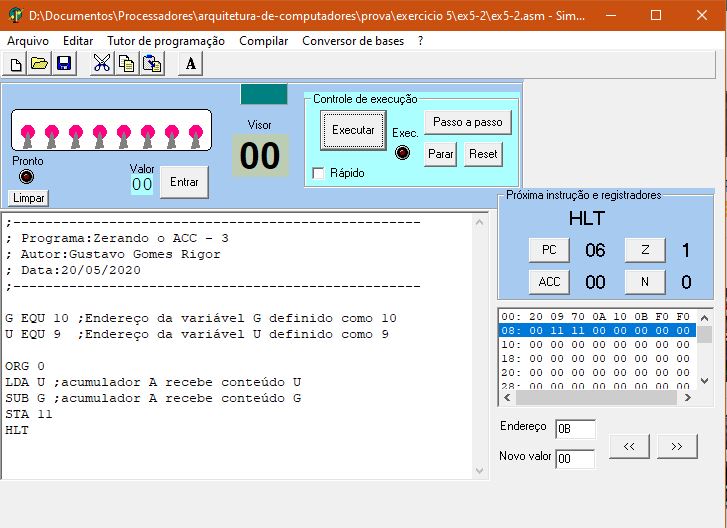 D:\Documentos\Processadores\arquitetura-de-computadores\prova\exercicio 5\ex5-2\ex5-2.asm - Sim...
Arquivo Editar Tutor de programação Compilar Conversor de bases ?
A
Controle de execução
Visor
Executar
Exec.
Passo a passo
00
Parar
Reset
Rápido
Pronto
Valor
00
Entrar
Limpar
Próxima instrução e registradores
HLT
PC 06 Z 1
ACC 00 N 0
;---------------------------------------------------
; Programa:Zerando o ACC - 3
; Autor:Gustavo Gomes Rigor
; Data:20/05/2020
;---------------------------------------------------
G EQU 10 ;Endereço da variável G definido como 10
U EQU 9  ;Endereço da variável U definido como 9
ORG 0
LDA U ;acumulador A recebe conteúdo U
SUB G ;acumulador A recebe conteúdo G
STA 11
HLT
00: 20 09 70 0A 10 0B F0 F0
08: 00 11 11 00 00 00 00 00
10: 00 00 00 00 00 00 00 00
18: 00 00 00 00 00 00 00 00
20: 00 00 00 00 00 00 00 00
28: 00 00 00 00 00 00 00 00
Endereço 0B
Novo valor 00
<< >>